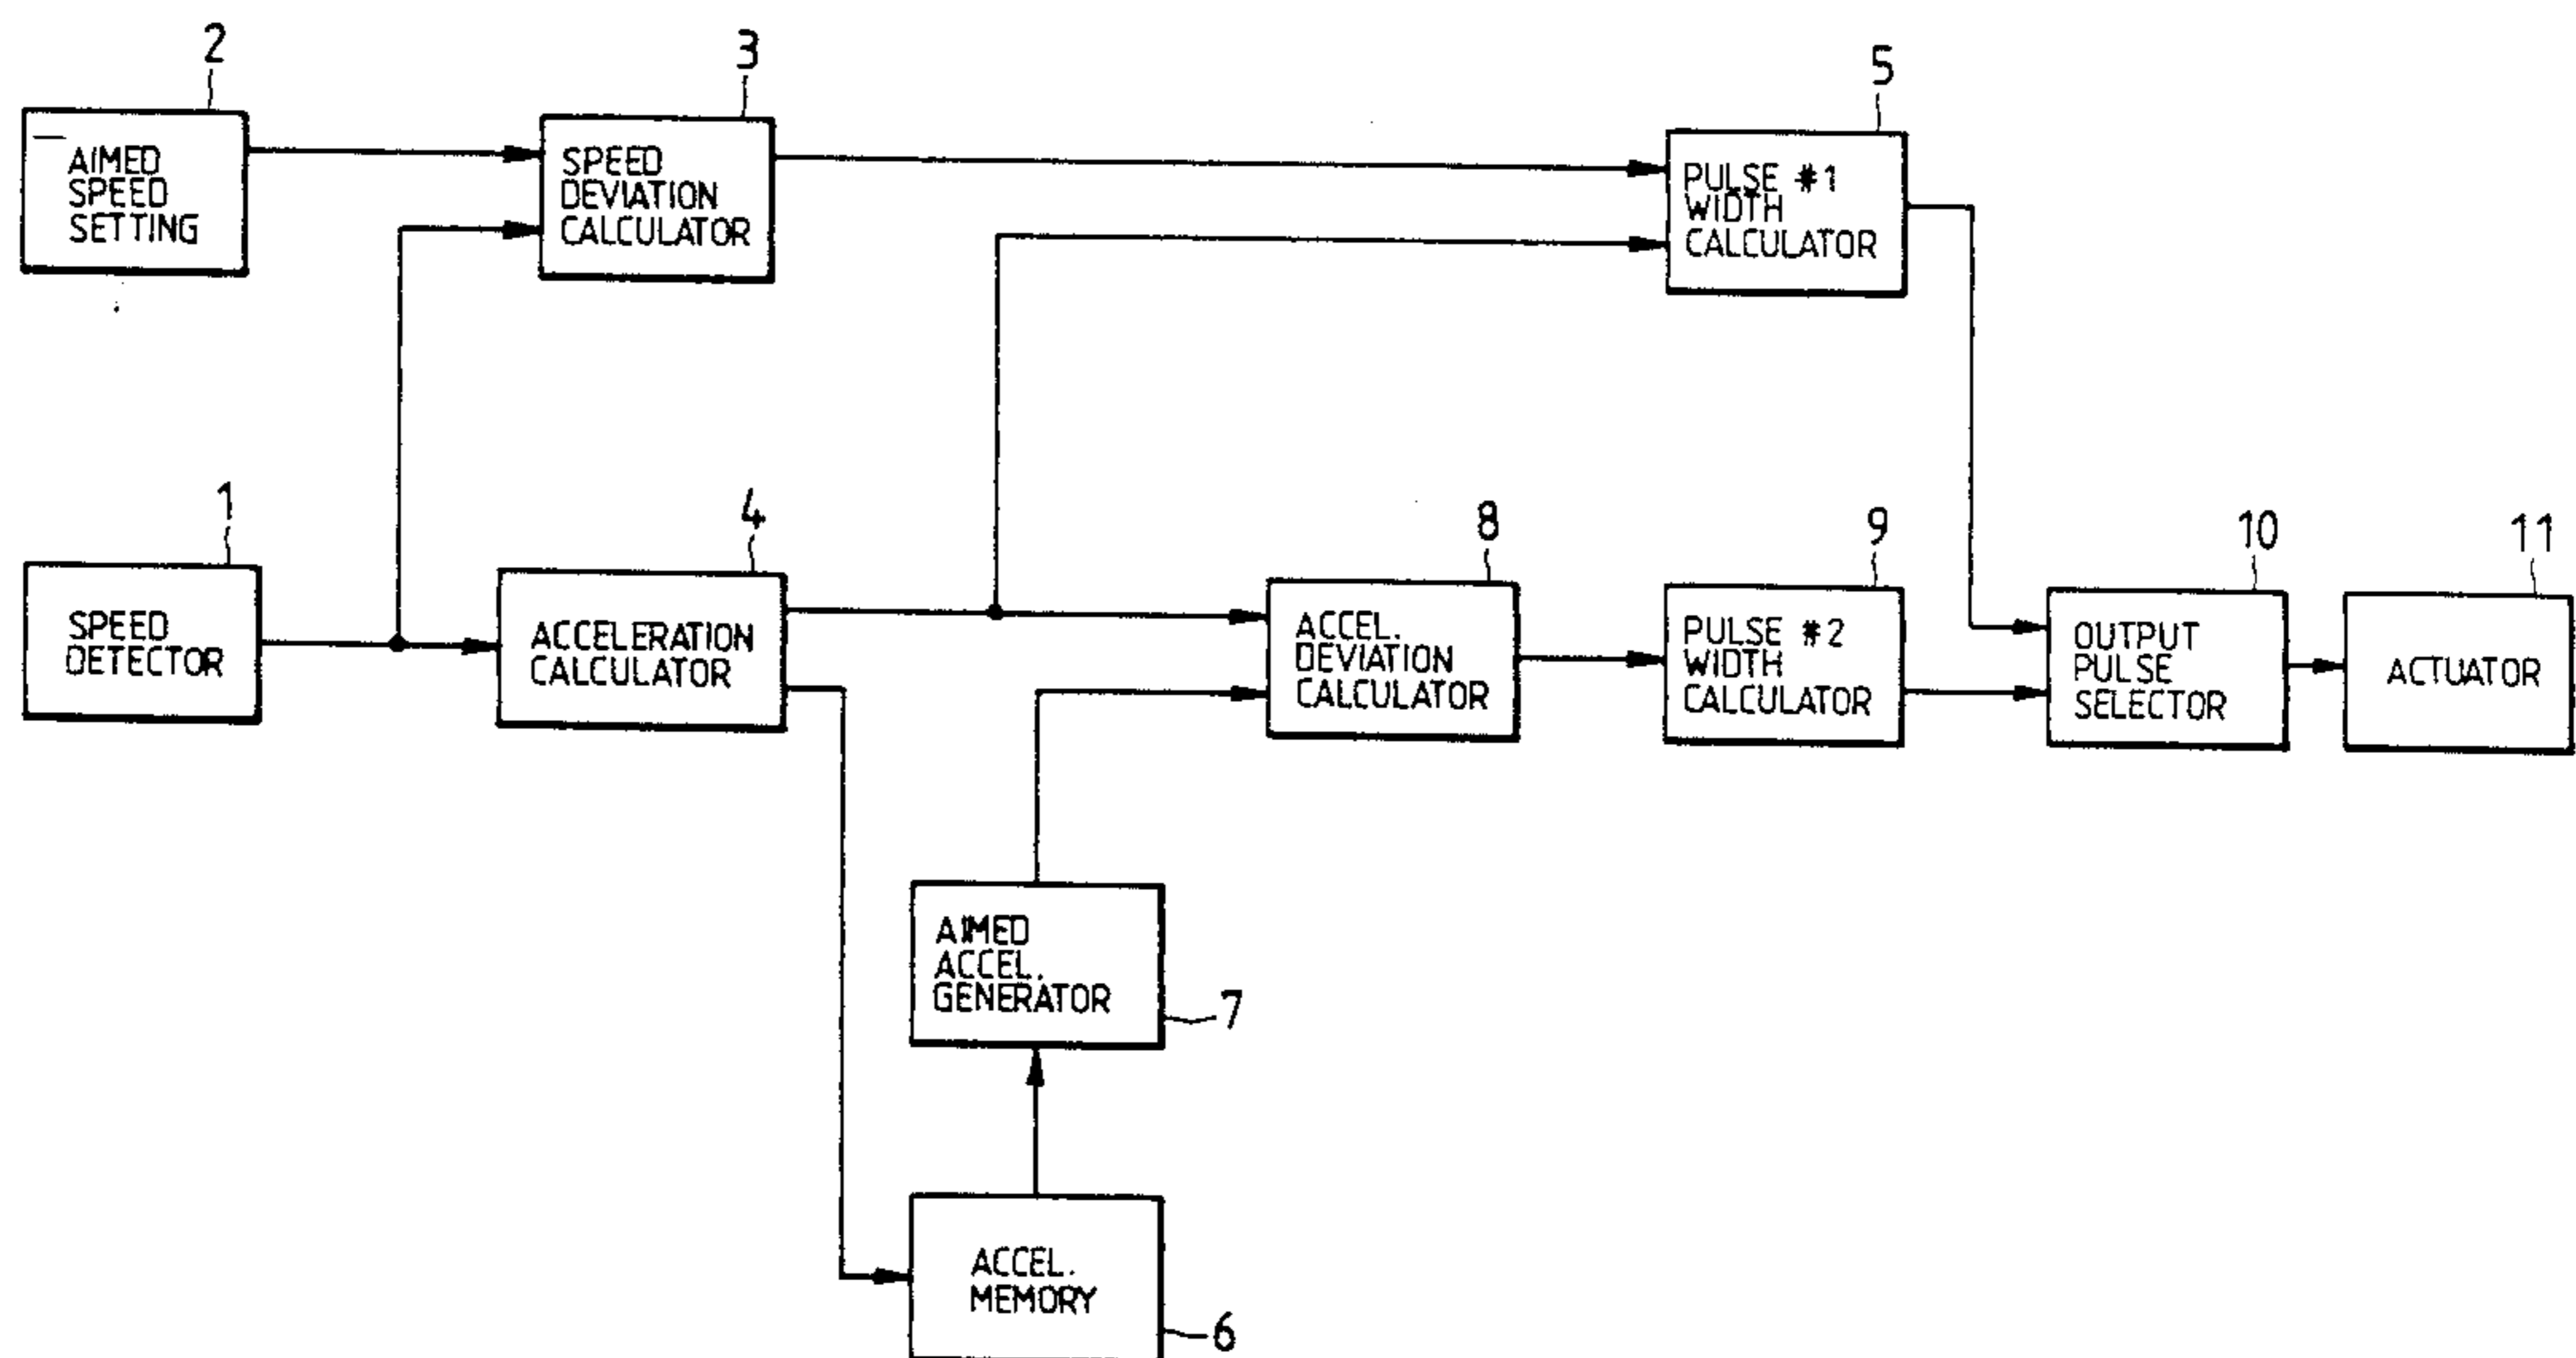 2
AIMED
SPEED
SETTING
3
SPEED
DEVIATION
CALCULATOR
5
PULSE #1
WIDTH
CALCULATOR
1
SPEED
DETECTOR
4
ACCELERATION
CALCULATOR
8
ACCEL.
DEVIATION
CALCULATOR
9
PULSE #2
WIDTH
CALCULATOR
10
OUTPUT
PULSE
SELECTOR
11
ACTUATOR
AIMED
ACCEL.
GENERATOR
7
ACCEL.
MEMORY
6